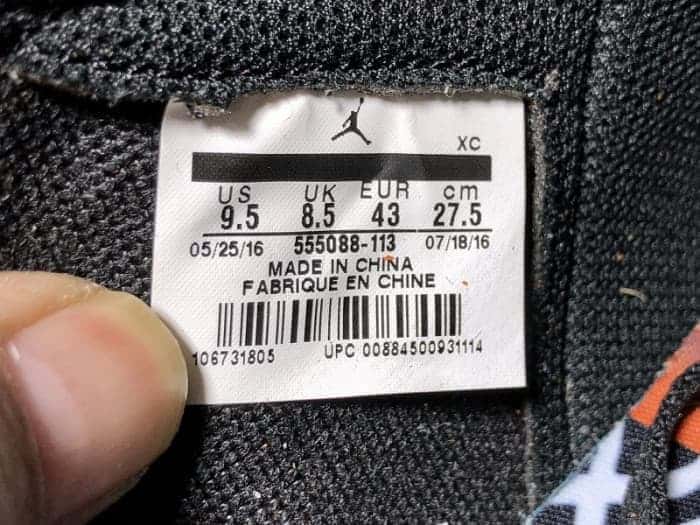 XC
US UK EUR cm
9.5 8.5 43 27.5
05/25/16 555088-113 07/18/16
MADE IN CHINA
FABRIQUE EN CHINE
106731805 UPC 00884500931114